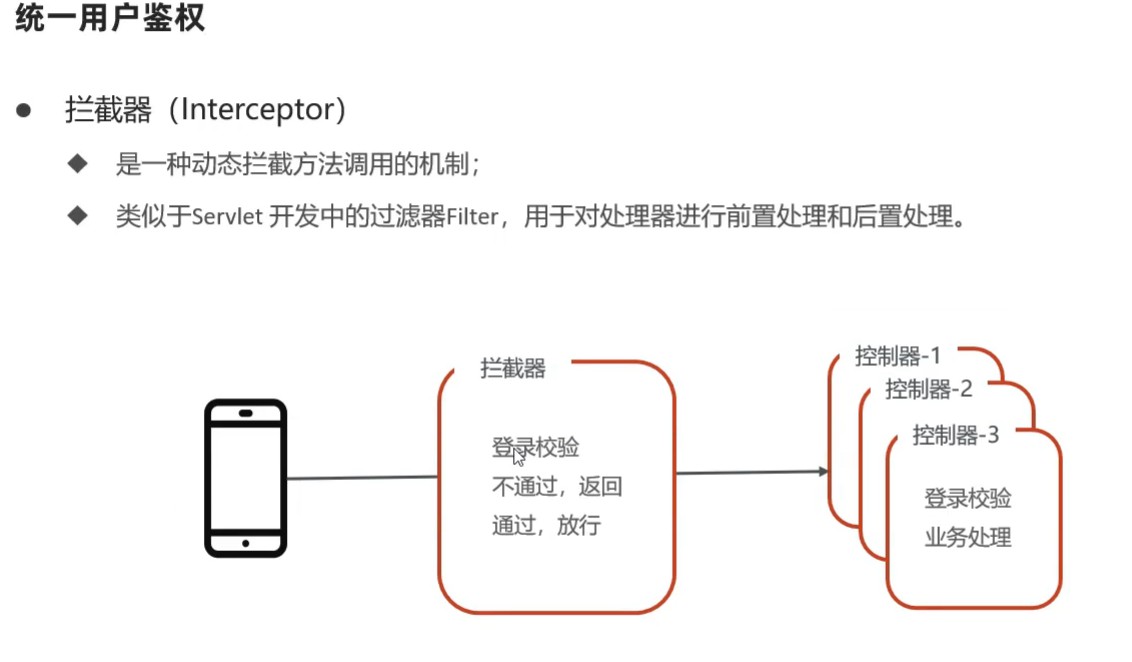 统一用户鉴权
拦截器（Interceptor）
是一种动态拦截方法调用的机制；
类似于Servlet 开发中的过滤器Filter，用于对处理器进行前置处理和后置处理。
拦截器
登录校验
不通过，返回
通过，放行
控制器-1
控制器-2
控制器-3
登录校验
业务处理